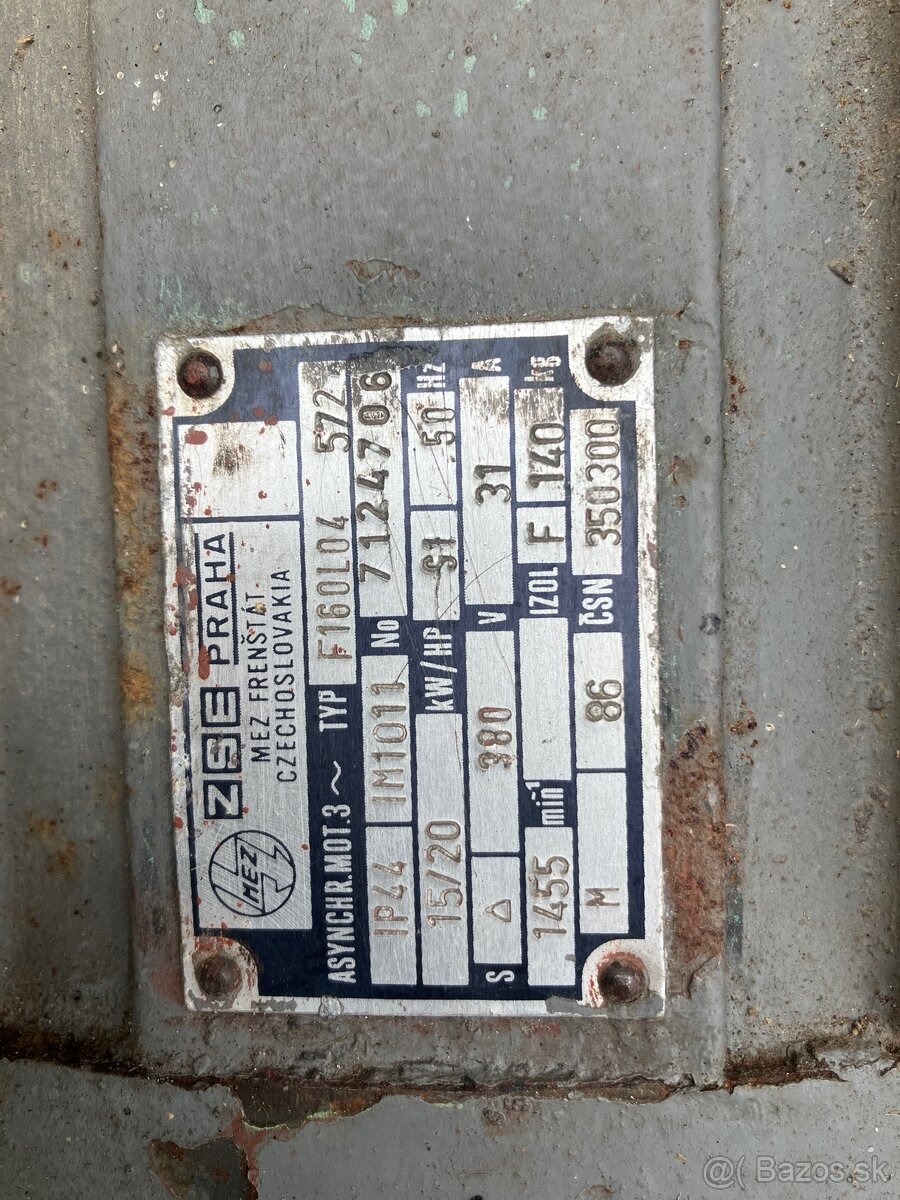 MEZ ZSE PRAHA
MEZ FRENŠTÁT
CZECHOSLOVAKIA
ASYNCHR.MOT.3 ~ TYP F160L04 572
IP44 IM1011 No 7124706
15/20 kW/HP S1 50 Hz
S △ 380 V 31 A
1455 min⁻¹ IZOL F 140 kg
M 86 ČSN 350300
@( Bazos.sk